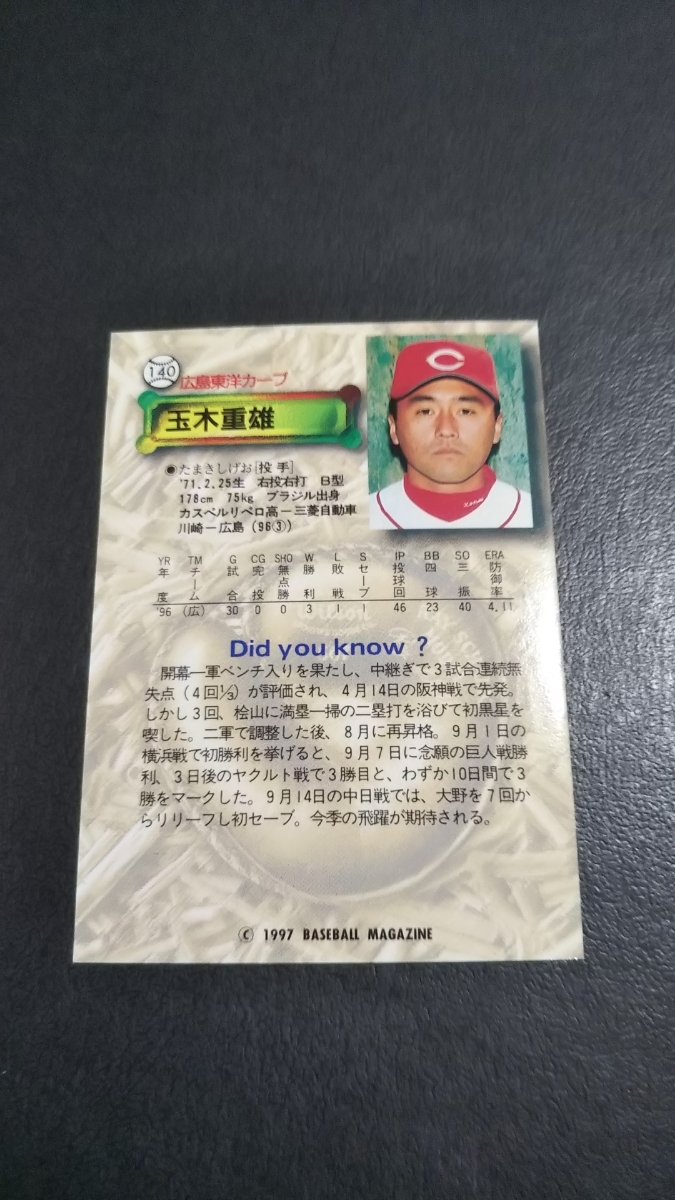 140
広島東洋カープ
玉木重雄
●たまきしげお[投手]
'71.2.25生 右投右打 B型
178cm 75kg ブラジル出身
カスペルリベロ高ー三菱自動車
川崎ー広島（96③）
YR TM G CG SHO W L S IP BB SO ERA
年度 チーム 試合 完投 無点勝 勝利 敗戦 セーブ 投球回 四球 三振 防御率
'96 (広) 30 0 0 3 1 1 46 23 40 4.11
Did you know ?
開幕一軍ベンチ入りを果たし、中継ぎで3試合連続無
失点（4回⅓）が評価され、4月14日の阪神戦で先発。
しかし3回、桧山に満塁一掃の二塁打を浴びて初黒星を
喫した。二軍で調整した後、8月に再昇格。9月1日の
横浜戦で初勝利を挙げると、9月7日に念願の巨人戦勝
利、3日後のヤクルト戦で3勝目と、わずか10日間で3
勝をマークした。9月14日の中日戦では、大野を7回か
らリリーフし初セーブ。今季の飛躍が期待される。
© 1997 BASEBALL MAGAZINE